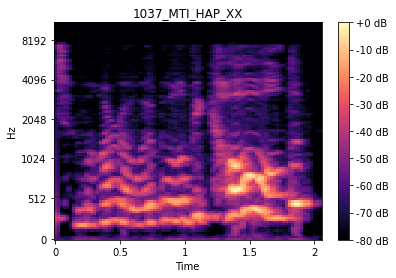 1037_MTI_HAP_XX
+0 dB
8192
-10 dB
4096
-20 dB
-30 dB
2048
Hz
-40 dB
1024
-50 dB
512
-60 dB
-70 dB
0
-80 dB
0 0.5 1 1.5 2
Time